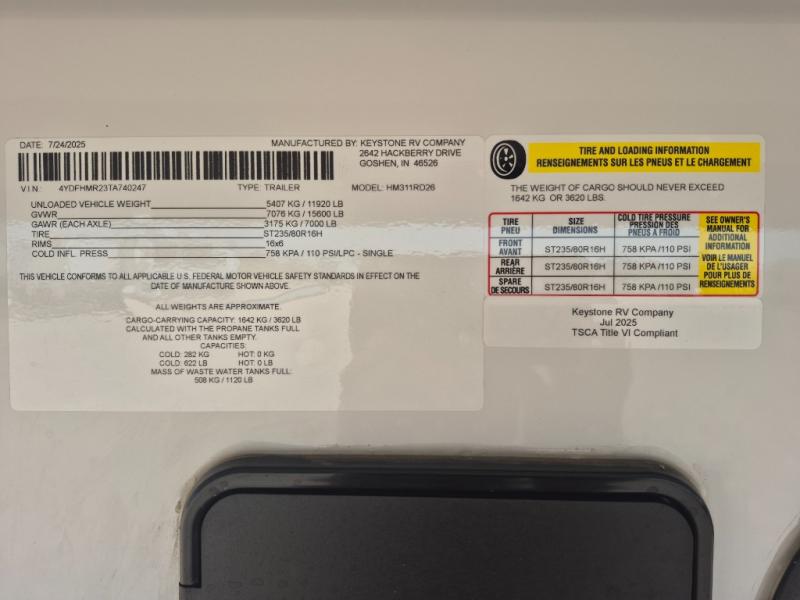 DATE: 7/24/2025
MANUFACTURED BY: KEYSTONE RV COMPANY
2642 HACKBERRY DRIVE
GOSHEN, IN 46526
V I N : 4YDFHMR23TA740247 TYPE: TRAILER MODEL: HM311RD26
UNLOADED VEHICLE WEIGHT 5407 KG / 11920 LB
GVWR 7076 KG / 15600 LB
GAWR (EACH AXLE) 3175 KG / 7000 LB
TIRE ST235/80R16H
RIMS 16x6
COLD INFL. PRESS 758 KPA / 110 PSI/LPC - SINGLE
THIS VEHICLE CONFORMS TO ALL APPLICABLE U.S. FEDERAL MOTOR VEHICLE SAFETY STANDARDS IN EFFECT ON THE
DATE OF MANUFACTURE SHOWN ABOVE.
ALL WEIGHTS ARE APPROXIMATE.
CARGO-CARRYING CAPACITY: 1642 KG / 3620 LB
CALCULATED WITH THE PROPANE TANKS FULL
AND ALL OTHER TANKS EMPTY.
CAPACITIES:
COLD: 282 KG HOT: 0 KG
COLD: 622 LB HOT: 0 LB
MASS OF WASTE WATER TANKS FULL:
508 KG / 1120 LB
TIRE AND LOADING INFORMATION
RENSEIGNEMENTS SUR LES PNEUS ET LE CHARGEMENT
THE WEIGHT OF CARGO SHOULD NEVER EXCEED
1642 KG OR 3620 LBS.
TIRE
PNEU
SIZE
DIMENSIONS
COLD TIRE PRESSURE
PRESSION DES
PNEUS A FROID
FRONT
AVANT
ST235/80R16H
758 KPA /110 PSI
REAR
ARRIÈRE
ST235/80R16H
758 KPA /110 PSI
SPARE
DE SECOURS
ST235/80R16H
758 KPA /110 PSI
SEE OWNER'S
MANUAL FOR
ADDITIONAL
INFORMATION
VOIR LE MANUEL
DE L'USAGER
POUR PLUS DE
RENSEIGNEMENTS
Keystone RV Company
Jul 2025
TSCA Title VI Compliant